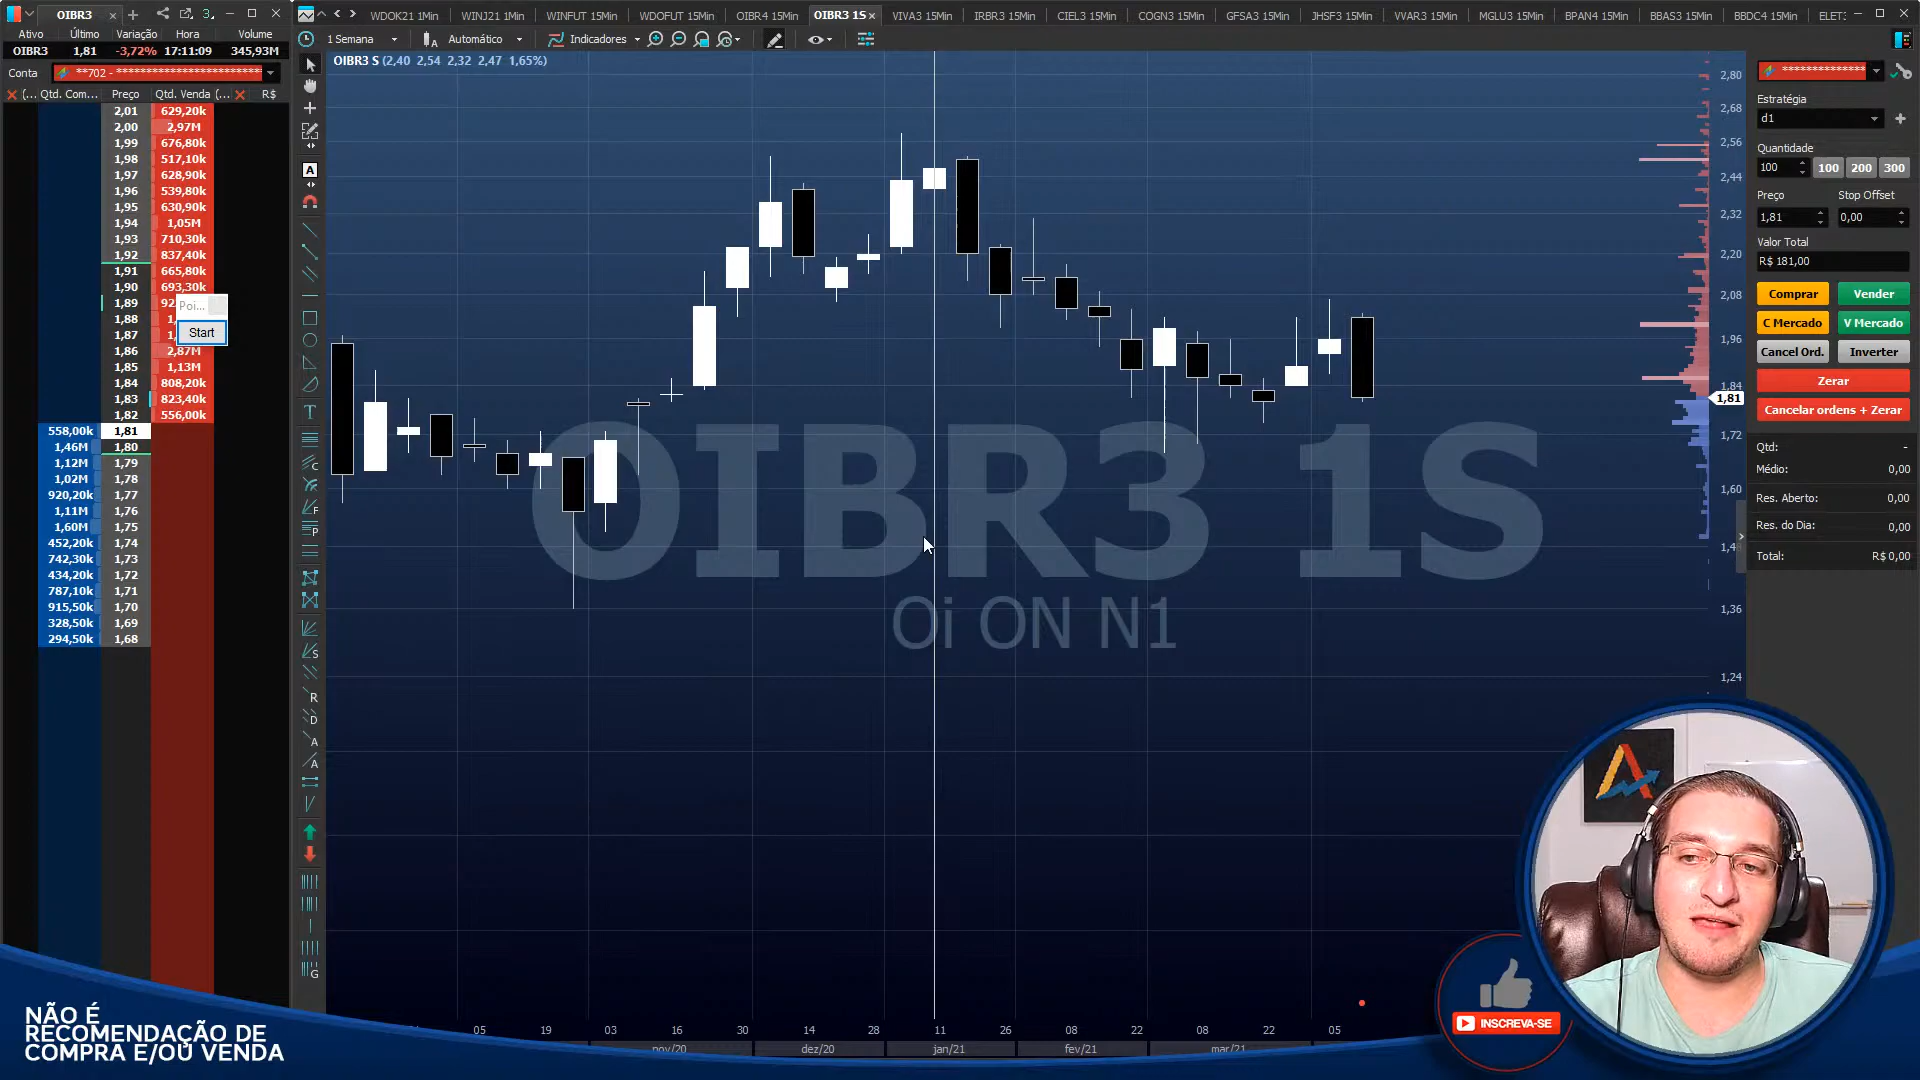 OIBR3
Ativo Último Variação Hora Volume
OIBR3 1,81 -3,72% 17:11:09 345,93M
Conta **702 -
(... Qtd. Com... Preço Qtd. Venda (... R$
2,01 629,20k
2,00 2,97M
1,99 676,80k
1,98 517,10k
1,97 628,90k
1,96 539,80k
1,95 630,90k
1,94 1,05M
1,93 710,30k
1,92 837,40k
1,91 665,80k
1,90 693,30k
1,89
1,88
1,87
1,86 2,87M
1,85 1,13M
1,84 808,20k
1,83 823,40k
1,82 556,00k
558,00k 1,81
1,46M 1,80
1,12M 1,79
1,02M 1,78
920,20k 1,77
1,11M 1,76
1,60M 1,75
452,20k 1,74
742,30k 1,73
434,20k 1,72
787,10k 1,71
915,50k 1,70
328,50k 1,69
294,50k 1,68
Poi...
Start
WDOK21 1Min WINJ21 1Min WINFUT 15Min WDOFUT 15Min OIBR4 15Min OIBR3 1S VIVA3 15Min IRBR3 15Min CIEL3 15Min COGN3 15Min GFSA3 15Min JHSF3 15Min VVAR3 15Min MGLU3 15Min BPAN4 15Min BBAS3 15Min BBDC4 15Min ELET3
1 Semana Automático Indicadores
OIBR3 S (2,40 2,54 2,32 2,47 1,65%)
OIBR3 1S
Oi ON N1
2,80
2,68
2,56
2,44
2,32
2,20
2,08
1,96
1,84
1,81
1,72
1,60
1,36
1,24
05 19 03 16 30 14 28 11 26 08 22 08 22 05
nov/20 dez/20 jan/21 fev/21 mar/21
Estratégia
d1
Quantidade
100 100 200 300
Preço Stop Offset
1,81 0,00
Valor Total
R$ 181,00
Comprar Vender
C Mercado V Mercado
Cancel Ord. Inverter
Zerar
Cancelar ordens + Zerar
Qtd: -
Médio: 0,00
Res. Aberto: 0,00
Res. do Dia: 0,00
Total: R$ 0,00
NÃO É
RECOMENDAÇÃO DE
COMPRA E/OU VENDA
INSCREVA-SE